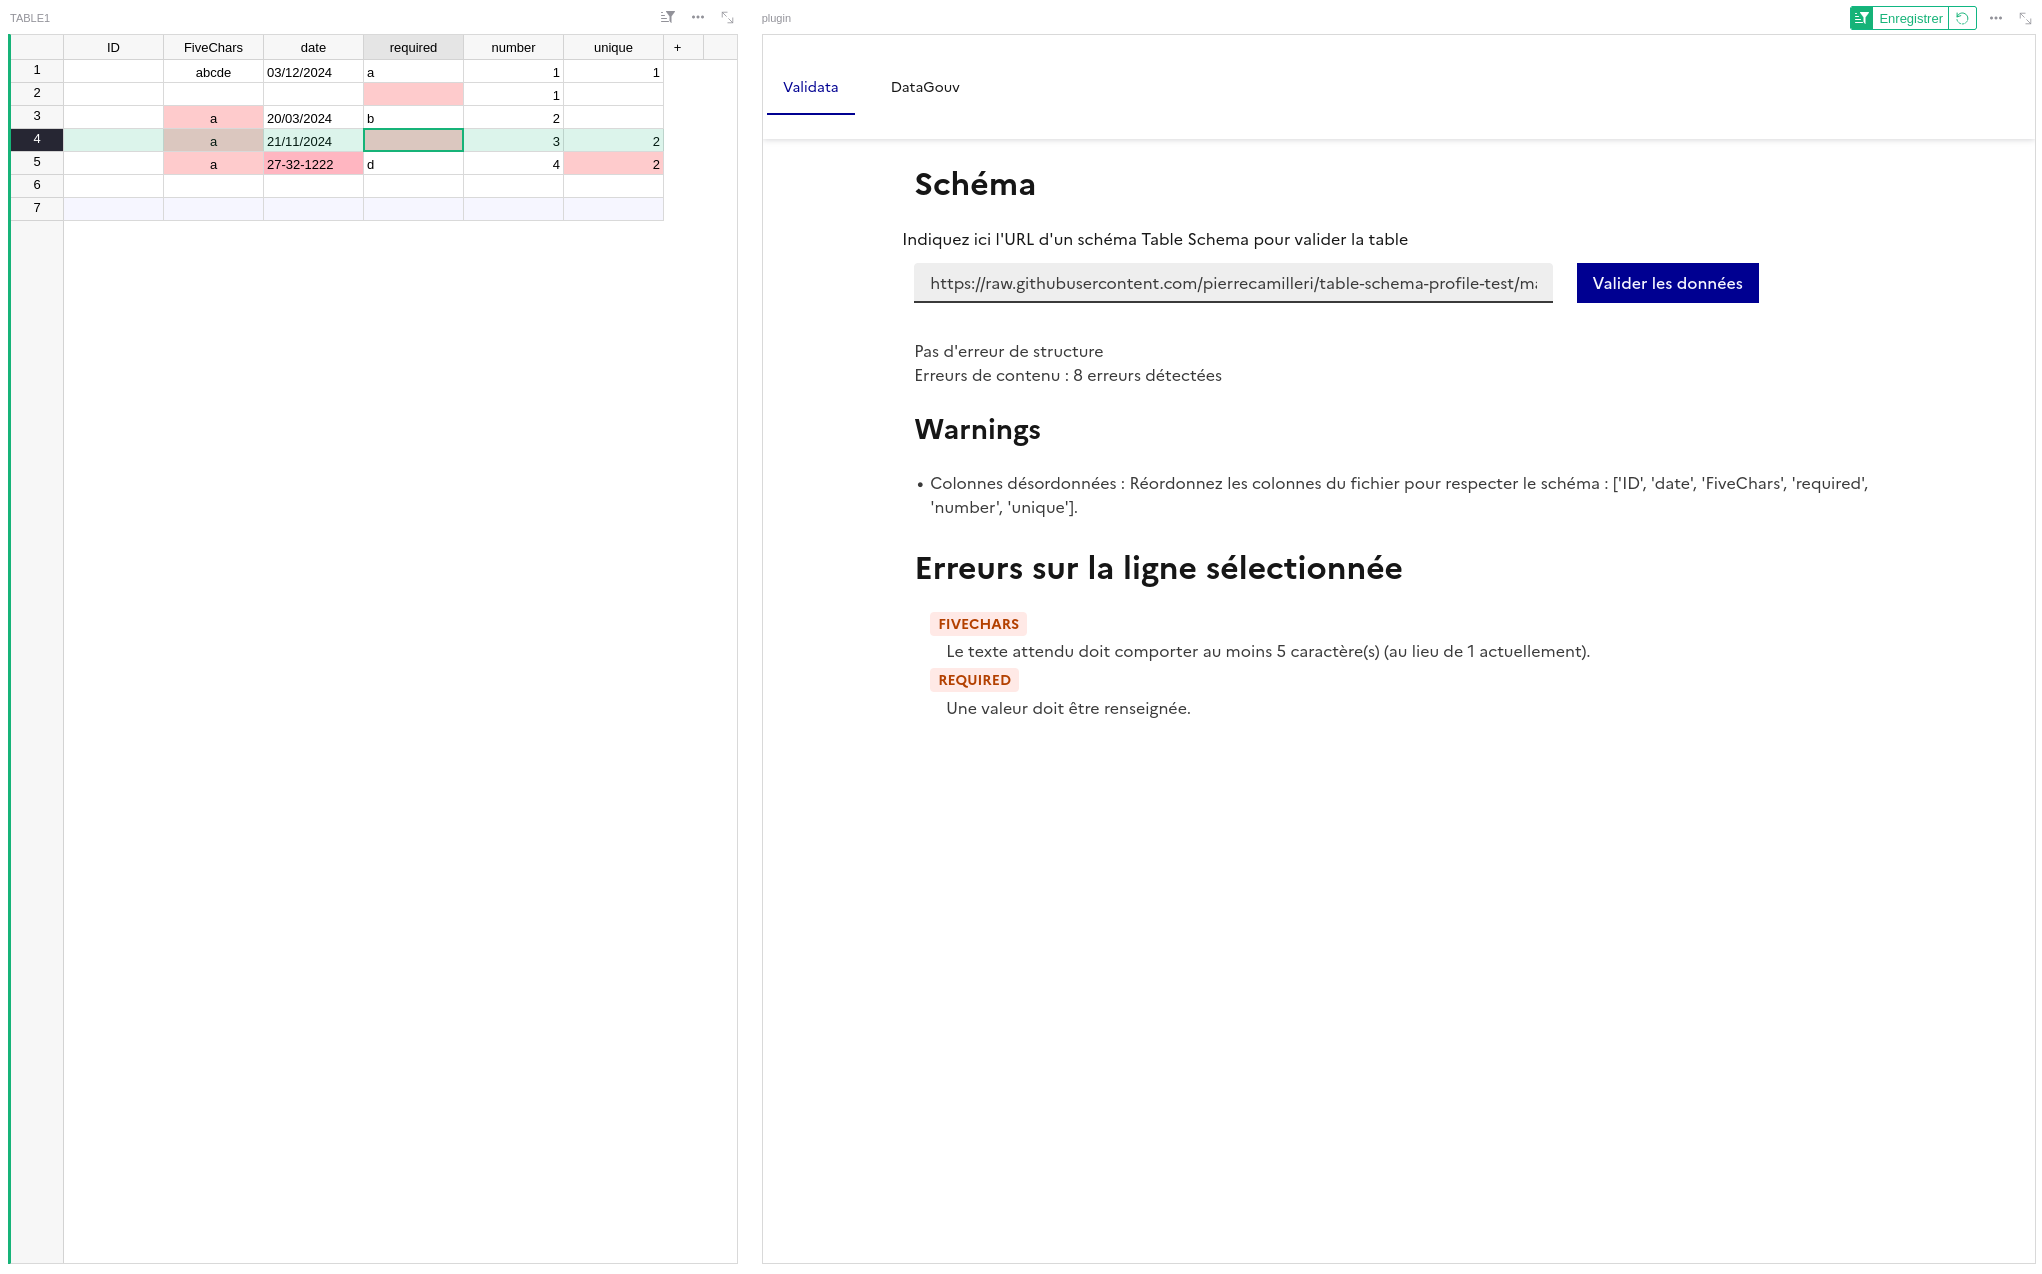 TABLE1
ID FiveChars date required number unique +
1 abcde 03/12/2024 a 1 1
2 1
3 a 20/03/2024 b 2
4 a 21/11/2024 3 2
5 a 27-32-1222 d 4 2
6
7
plugin
Enregistrer
Validata DataGouv
Schéma
Indiquez ici l'URL d'un schéma Table Schema pour valider la table
https://raw.githubusercontent.com/pierrecamilleri/table-schema-profile-test/ma
Valider les données
Pas d'erreur de structure
Erreurs de contenu : 8 erreurs détectées
Warnings
• Colonnes désordonnées : Réordonnez les colonnes du fichier pour respecter le schéma : ['ID', 'date', 'FiveChars', 'required',
'number', 'unique'].
Erreurs sur la ligne sélectionnée
FIVECHARS
Le texte attendu doit comporter au moins 5 caractère(s) (au lieu de 1 actuellement).
REQUIRED
Une valeur doit être renseignée.